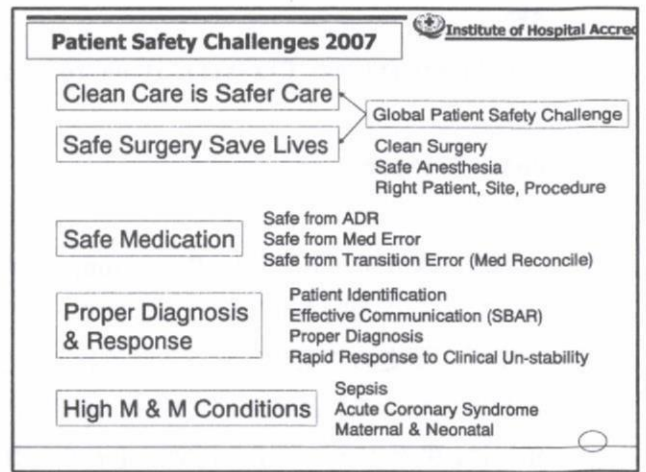 Institute of Hospital Accred
Patient Safety Challenges 2007
Clean Care is Safer Care
Global Patient Safety Challenge
Safe Surgery Save Lives
Clean Surgery
Safe Anesthesia
Right Patient, Site, Procedure
Safe Medication
Safe from ADR
Safe from Med Error
Safe from Transition Error (Med Reconcile)
Proper Diagnosis
& Response
Patient Identification
Effective Communication (SBAR)
Proper Diagnosis
Rapid Response to Clinical Un-stability
High M & M Conditions
Sepsis
Acute Coronary Syndrome
Maternal & Neonatal